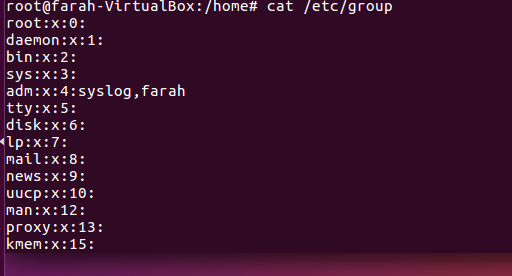 root@farah-VirtualBox:/home# cat /etc/group
root:x:0:
daemon:x:1:
bin:x:2:
sys:x:3:
adm:x:4:syslog,farah
tty:x:5:
disk:x:6:
lp:x:7:
mail:x:8:
news:x:9:
uucp:x:10:
man:x:12:
proxy:x:13:
kmem:x:15: